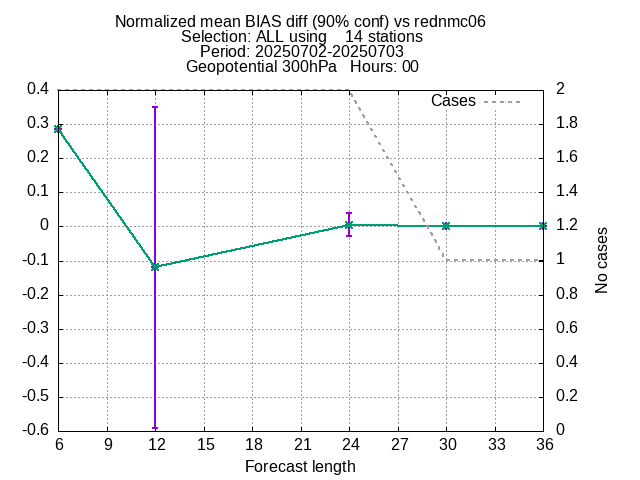 Normalized mean BIAS diff (90% conf) vs rednmc06
Selection: ALL using    14 stations
Period: 20250702-20250703
Geopotential 300hPa   Hours: 00
Cases
0.4
0.3
0.2
0.1
0
-0.1
-0.2
-0.3
-0.4
-0.5
-0.6
2
1.8
1.6
1.4
1.2
1
0.8
0.6
0.4
0.2
0
No cases
6 9 12 15 18 21 24 27 30 33 36
Forecast length